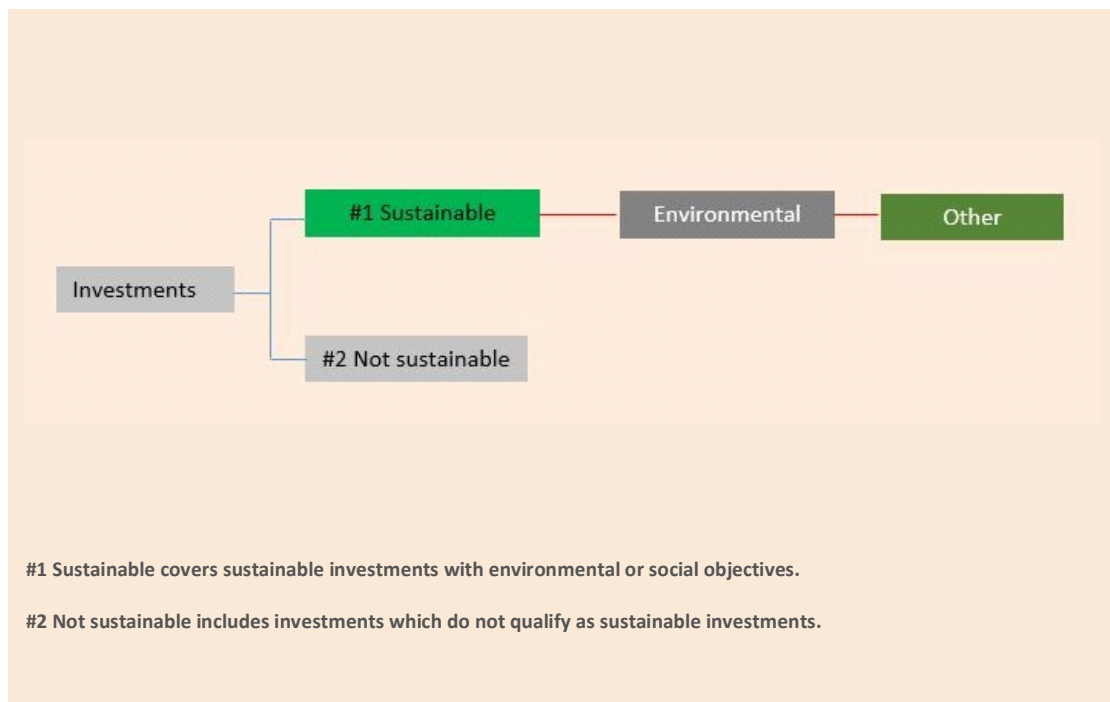 #1 Sustainable
Environmental
Other
Investments
#2 Not sustainable
#1 Sustainable covers sustainable investments with environmental or social objectives.
#2 Not sustainable includes investments which do not qualify as sustainable investments.